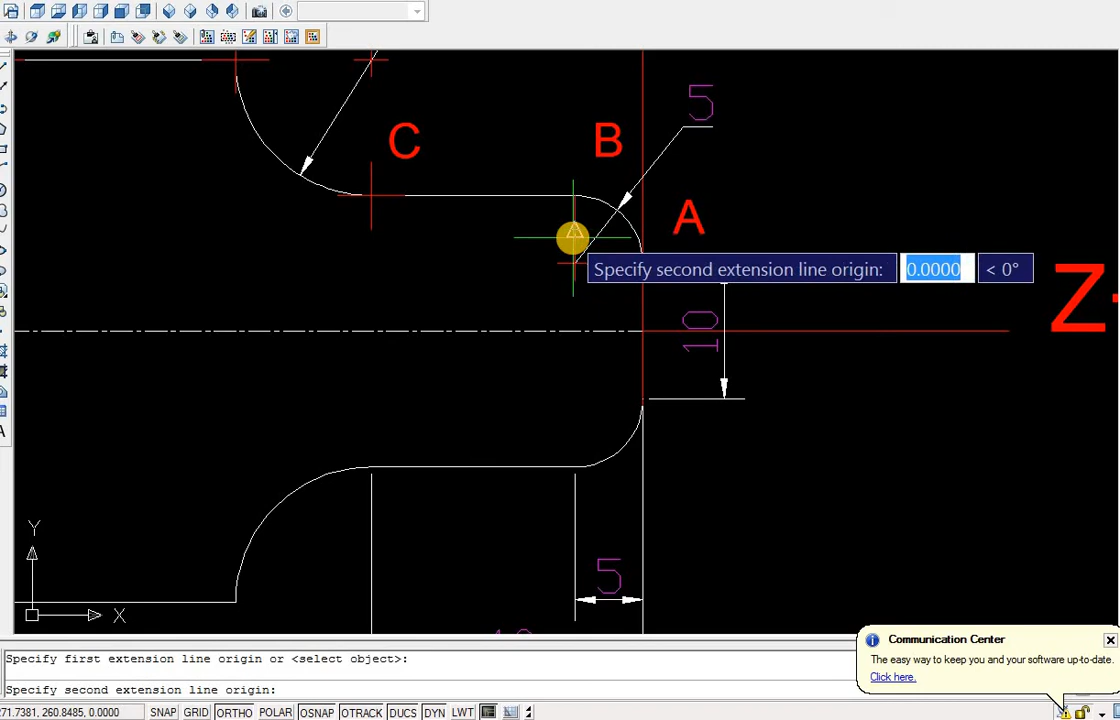 5
B
C
A
Specify second extension line origin: 0.0000 < 0°
Z
10
Y
X
5
Communication Center
The easy way to keep you and your software up-to-date.
Click here.
Specify first extension line origin or <select object>:
Specify second extension line origin:
271.7381, 260.8485, 0.0000 SNAP GRID ORTHO POLAR OSNAP OTRACK DUCS DYN LWT